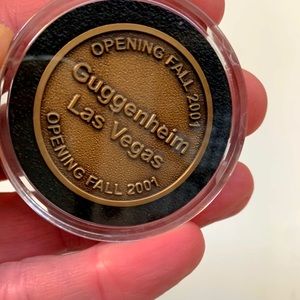 OPENING FALL 2001
Guggenheim
Las Vegas
OPENING FALL 2001